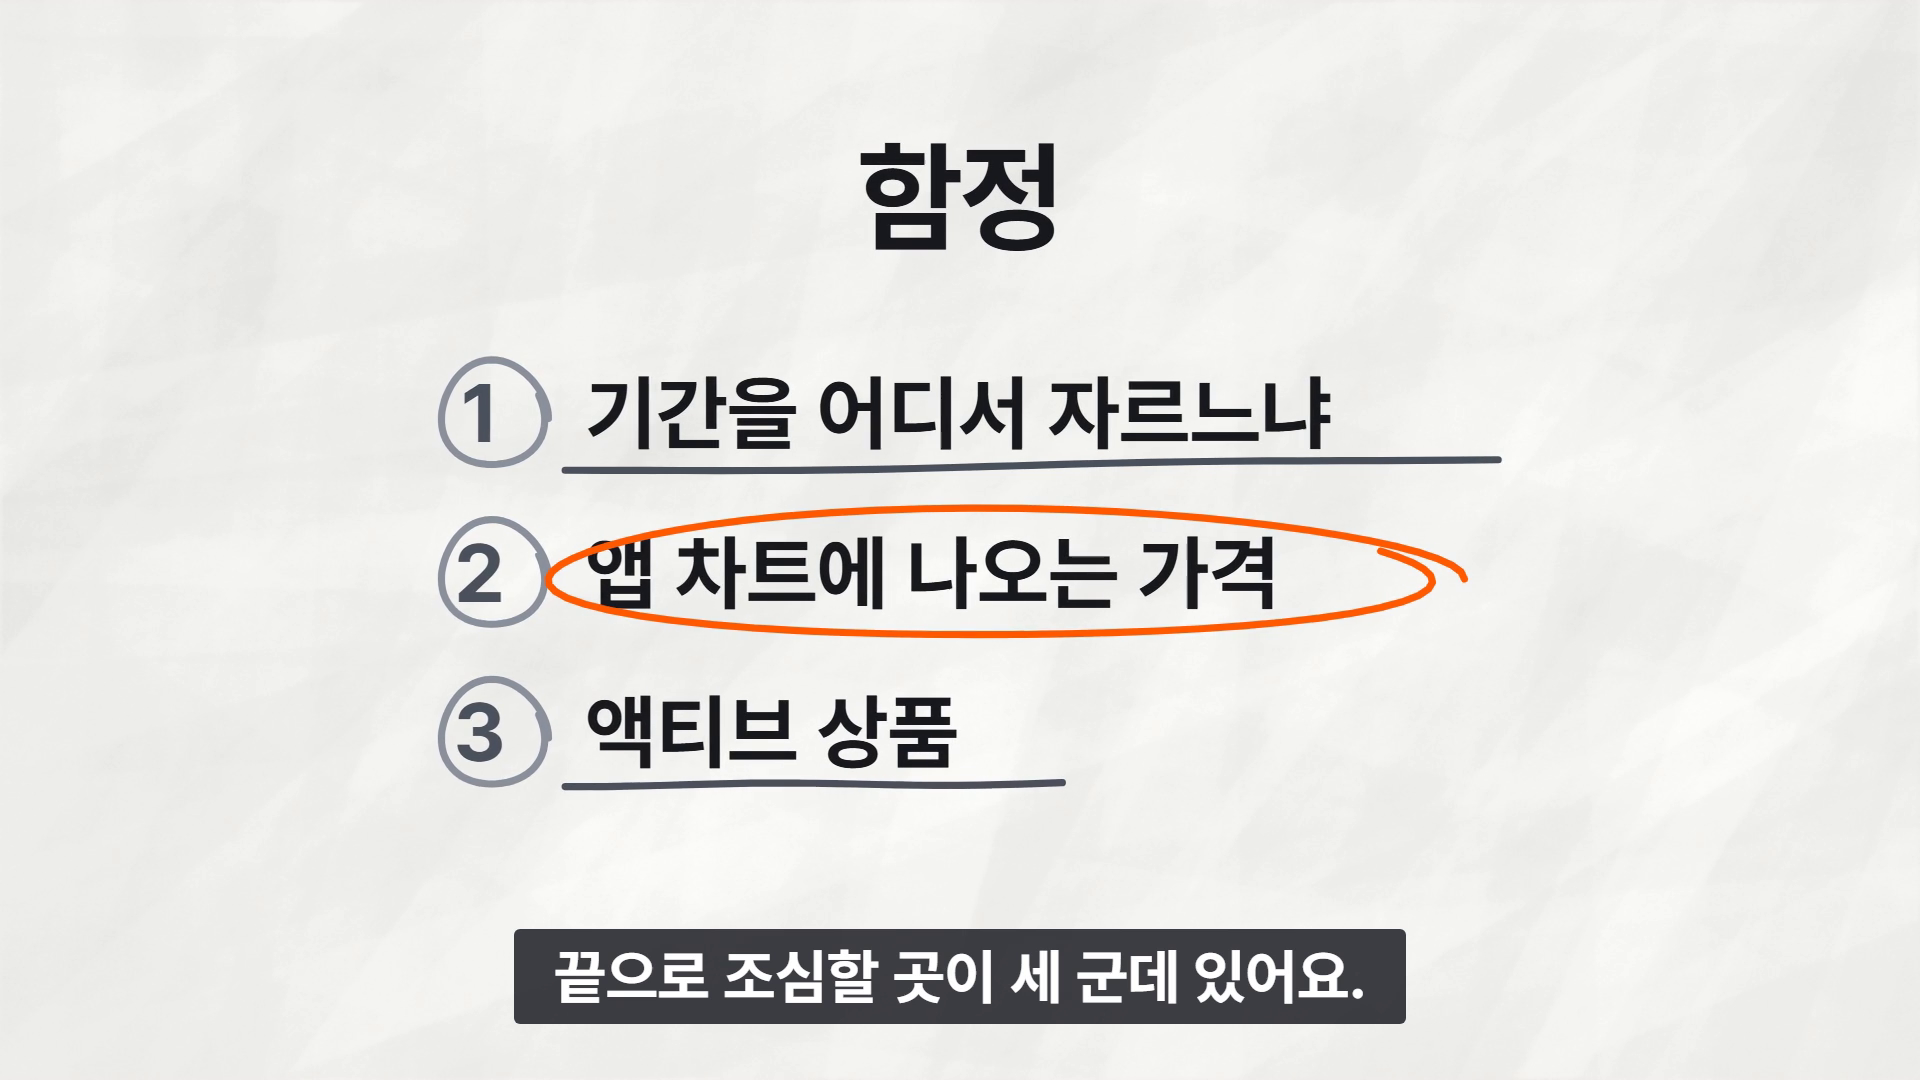 함정
1 기간을 어디서 자르느냐
2 앱 차트에 나오는 가격
3 액티브 상품
끝으로 조심할 곳이 세 군데 있어요.